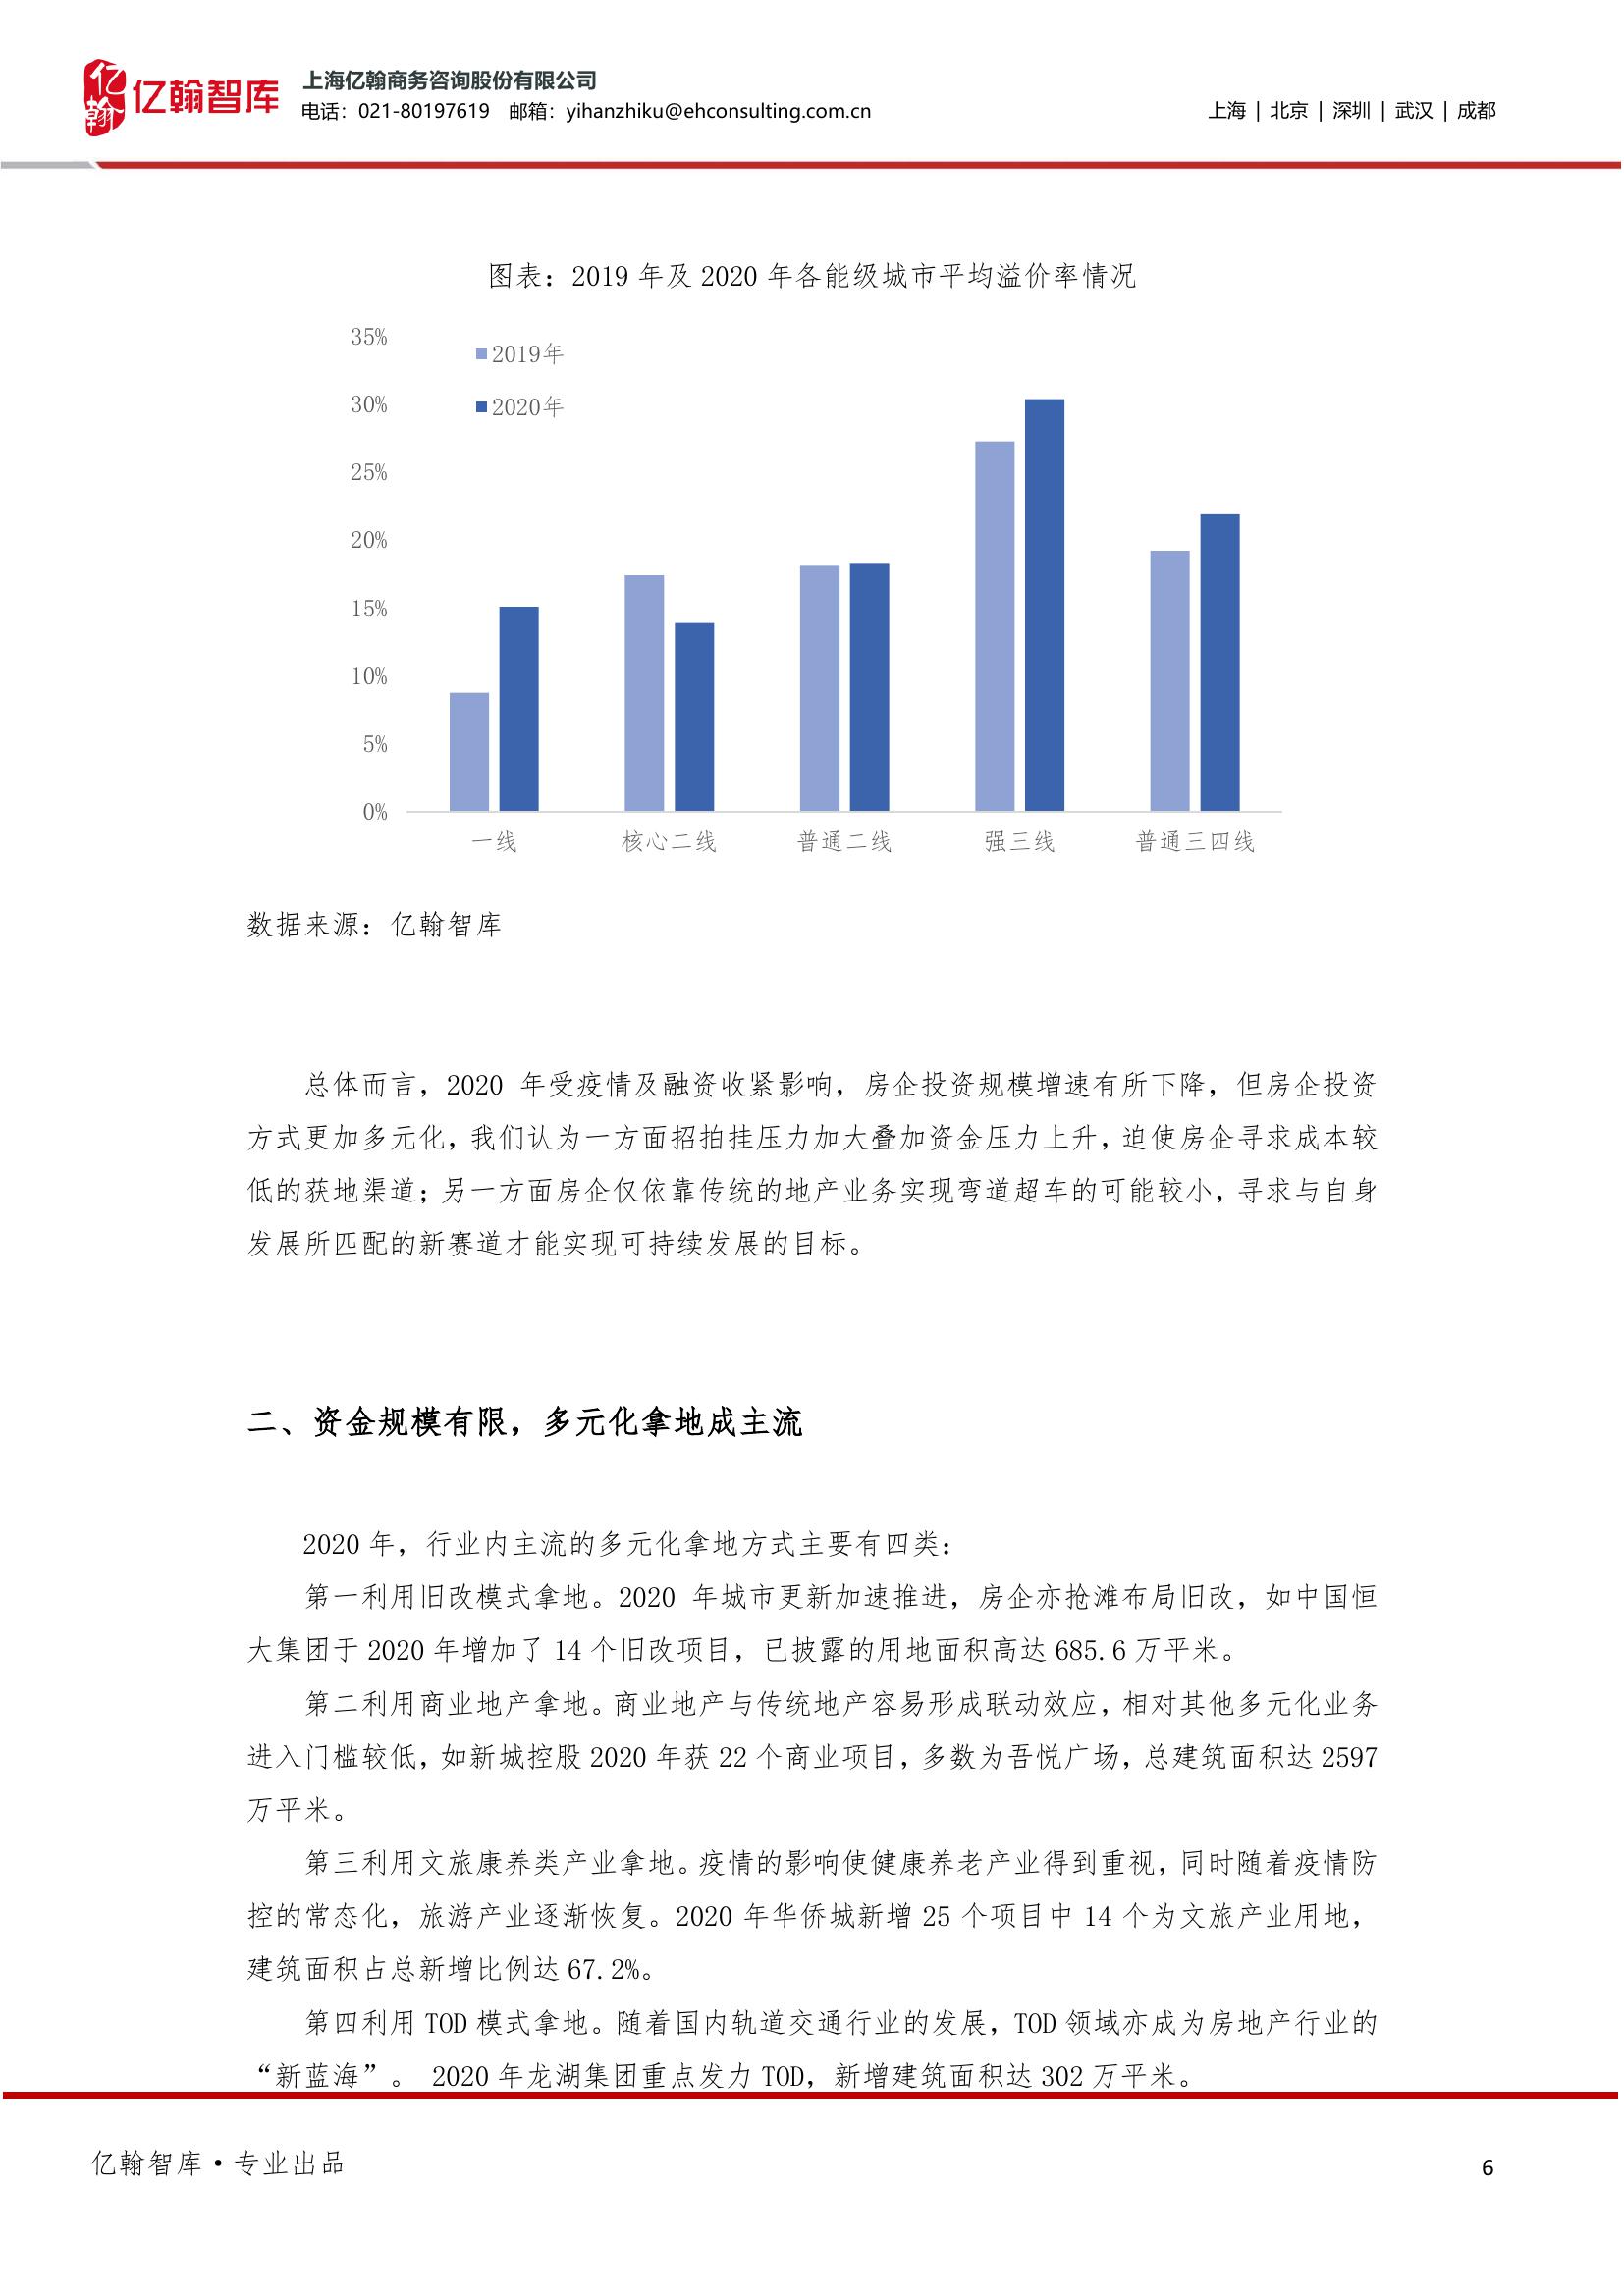 亿翰
亿翰智库
上海亿翰商务咨询股份有限公司
电话：021-80197619 邮箱：yihanzhiku@ehconsulting.com.cn
上海 | 北京 | 深圳 | 武汉 | 成都
图表：2019 年及 2020 年各能级城市平均溢价率情况
35%
30%
25%
20%
15%
10%
5%
0%
2019年
2020年
一线 核心二线 普通二线 强三线 普通三四线
数据来源：亿翰智库
总体而言，2020 年受疫情及融资收紧影响，房企投资规模增速有所下降，但房企投资
方式更加多元化，我们认为一方面招拍挂压力加大叠加资金压力上升，迫使房企寻求成本较
低的获地渠道；另一方面房企仅依靠传统的地产业务实现弯道超车的可能较小，寻求与自身
发展所匹配的新赛道才能实现可持续发展的目标。
二、资金规模有限，多元化拿地成主流
2020 年，行业内主流的多元化拿地方式主要有四类：
第一利用旧改模式拿地。2020 年城市更新加速推进，房企亦抢滩布局旧改，如中国恒
大集团于 2020 年增加了 14 个旧改项目，已披露的用地面积高达 685.6 万平米。
第二利用商业地产拿地。商业地产与传统地产容易形成联动效应，相对其他多元化业务
进入门槛较低，如新城控股 2020 年获 22 个商业项目，多数为吾悦广场，总建筑面积达 2597
万平米。
第三利用文旅康养类产业拿地。疫情的影响使健康养老产业得到重视，同时随着疫情防
控的常态化，旅游产业逐渐恢复。2020 年华侨城新增 25 个项目中 14 个为文旅产业用地，
建筑面积占总新增比例达 67.2%。
第四利用 TOD 模式拿地。随着国内轨道交通行业的发展，TOD 领域亦成为房地产行业的
“新蓝海”。 2020 年龙湖集团重点发力 TOD，新增建筑面积达 302 万平米。
亿翰智库·专业出品
6